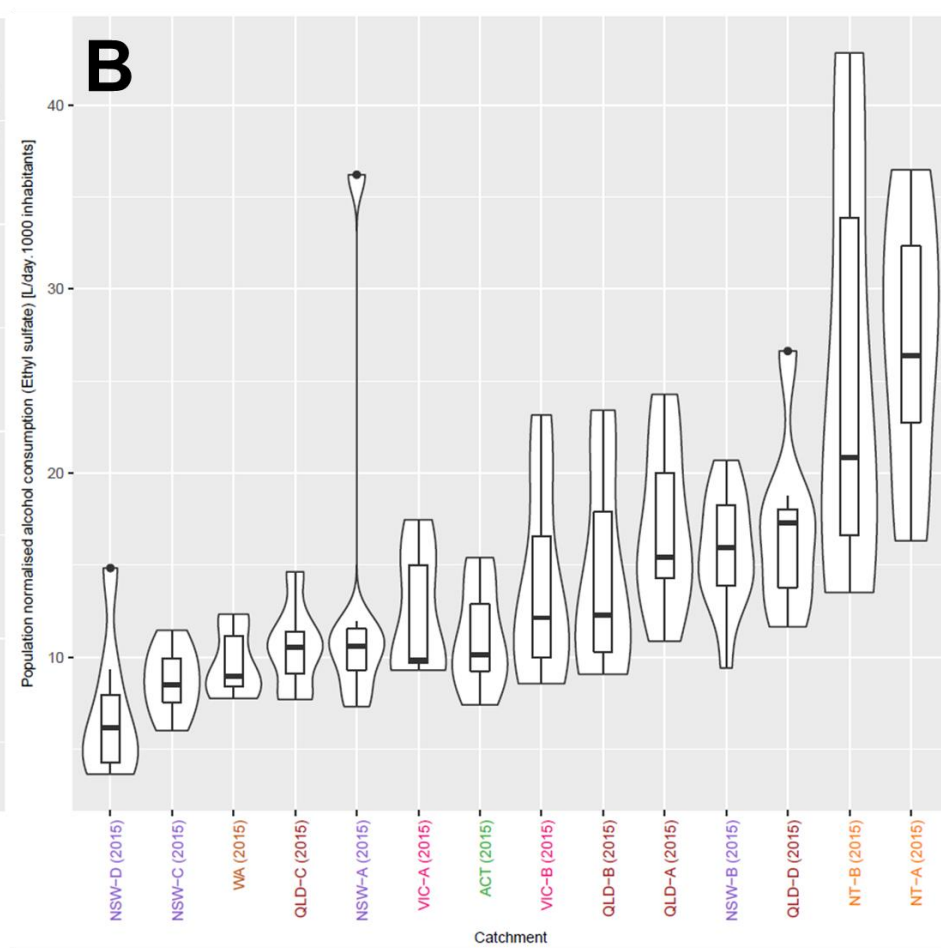 B
Population normalised alcohol consumption (Ethyl sulfate) [L/day.1000 inhabitants]
40
30
20
10
NSW−D (2015)
NSW−C (2015)
WA (2015)
QLD−C (2015)
NSW−A (2015)
VIC−A (2015)
ACT (2015)
VIC−B (2015)
QLD−B (2015)
QLD−A (2015)
NSW−B (2015)
QLD−D (2015)
NT−B (2015)
NT−A (2015)
Catchment